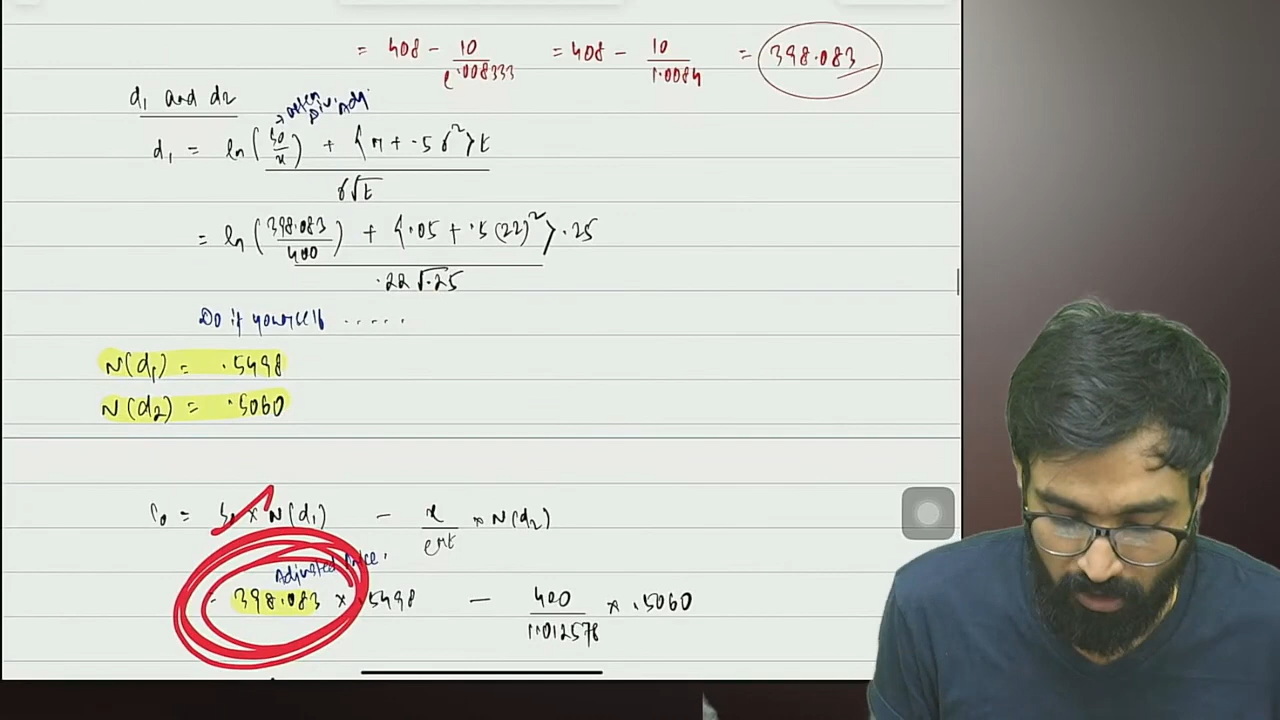 = 408 - 10/e^.008333 = 408 - 10/1.0084 = 398.083
d1 and d2
→ after Div. Adj.
d1 = ln(S0/x) + {r + .5σ²}t
σ√t
= ln(398.083/400) + {.05 + .5(22)²} .25
.22√.25
Do it yourself .....
N(d1) = .5498
N(d2) = .5060
C0 = S0 × N(d1) - x/e^rt × N(d2)
Adjusted Price.
398.083 × .5498 - 400/1.012578 × .5060